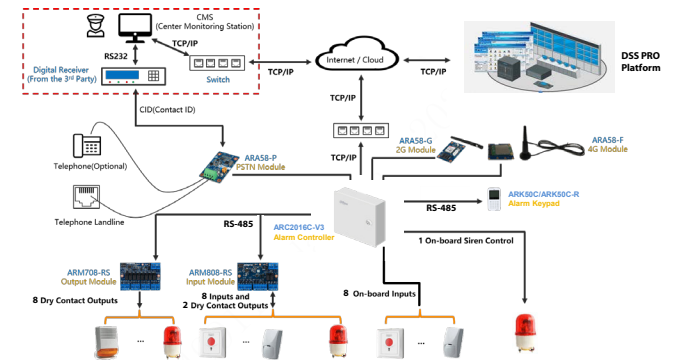 CMS
(Center Monitoring Station)
RS232
TCP/IP
Digital Receiver
(From the 3rd Party)
Switch
TCP/IP
Internet / Cloud
TCP/IP
DSS PRO
Platform
TCP/IP
CID(Contact ID)
TCP/IP
Telephone(Optional)
ARA58-P
PSTN Module
ARA58-G
2G Module
ARA58-F
4G Module
Telephone Landline
RS-485
ARK50C/ARK50C-R
Alarm Keypad
RS-485
ARC2016C-V3
Alarm Controller
1 On-board Siren Control
ARM708-RS
Output Module
ARM808-RS
Input Module
8 Dry Contact Outputs
8 Inputs and
2 Dry Contact Outputs
8 On-board Inputs
...
...
...